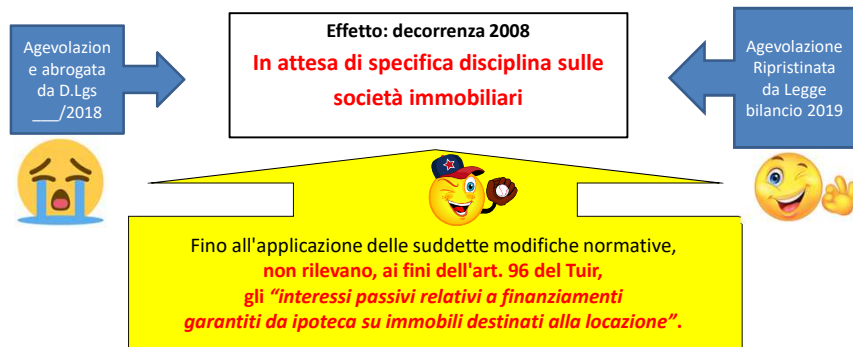 Agevolazion
e abrogata
da D.Lgs
___/2018
Effetto: decorrenza 2008
In attesa di specifica disciplina sulle
società immobiliari
Agevolazione
Ripristinata
da Legge
bilancio 2019
Fino all'applicazione delle suddette modifiche normative,
non rilevano, ai fini dell'art. 96 del Tuir,
gli “interessi passivi relativi a finanziamenti
garantiti da ipoteca su immobili destinati alla locazione”.